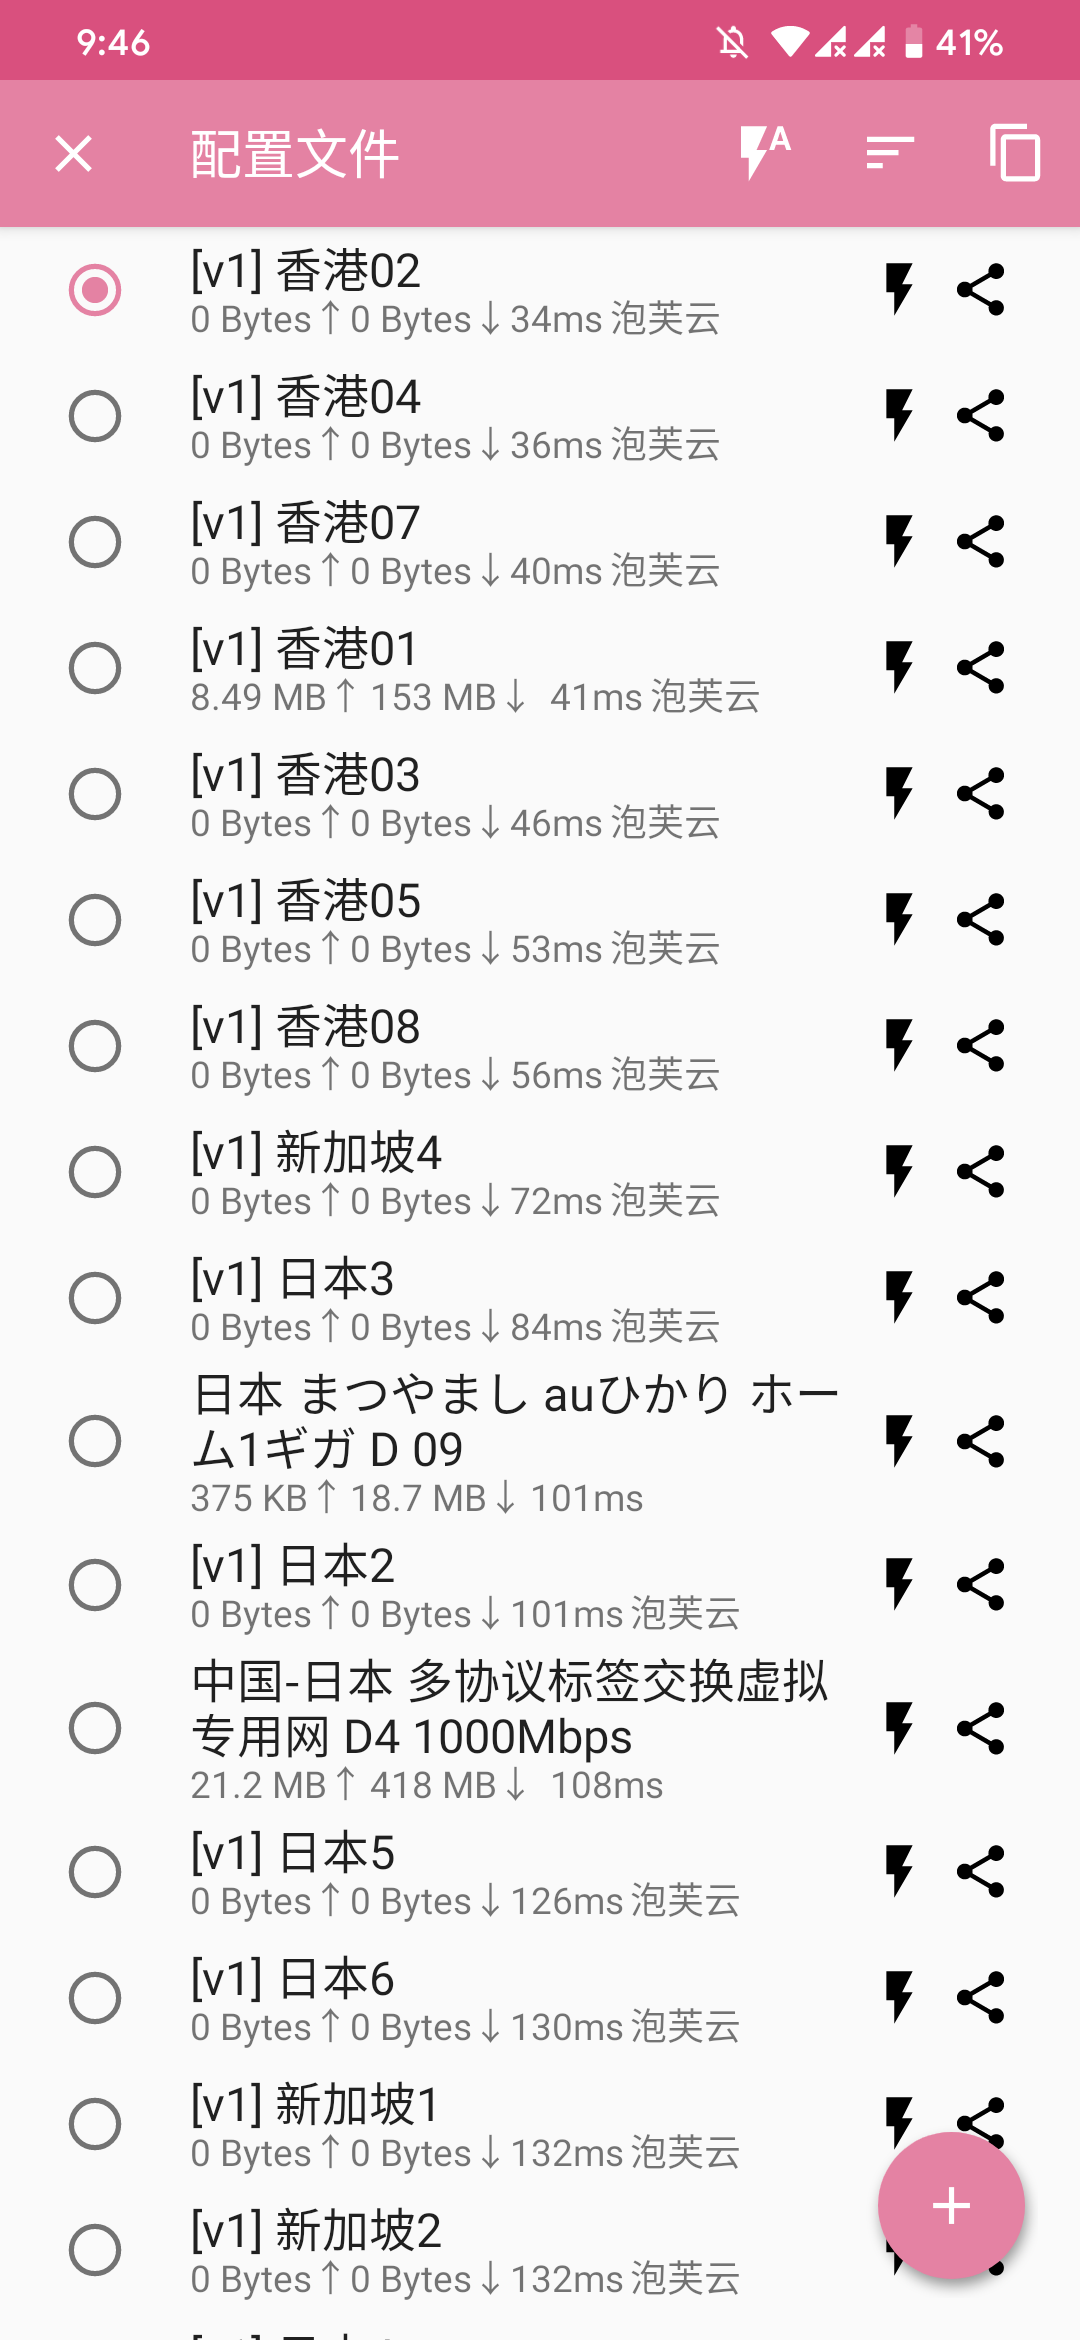 9:46
41%
配置文件
[v1] 香港02
0 Bytes↑0 Bytes↓34ms 泡芙云
[v1] 香港04
0 Bytes↑0 Bytes↓36ms 泡芙云
[v1] 香港07
0 Bytes↑0 Bytes↓40ms 泡芙云
[v1] 香港01
8.49 MB↑ 153 MB↓ 41ms 泡芙云
[v1] 香港03
0 Bytes↑0 Bytes↓46ms 泡芙云
[v1] 香港05
0 Bytes↑0 Bytes↓53ms 泡芙云
[v1] 香港08
0 Bytes↑0 Bytes↓56ms 泡芙云
[v1] 新加坡4
0 Bytes↑0 Bytes↓72ms 泡芙云
[v1] 日本3
0 Bytes↑0 Bytes↓84ms 泡芙云
日本 まつやまし auひかり ホー
ム1ギガ D 09
375 KB↑ 18.7 MB↓ 101ms
[v1] 日本2
0 Bytes↑0 Bytes↓101ms 泡芙云
中国-日本 多协议标签交换虚拟
专用网 D4 1000Mbps
21.2 MB↑ 418 MB↓ 108ms
[v1] 日本5
0 Bytes↑0 Bytes↓126ms 泡芙云
[v1] 日本6
0 Bytes↑0 Bytes↓130ms 泡芙云
[v1] 新加坡1
0 Bytes↑0 Bytes↓132ms 泡芙云
[v1] 新加坡2
0 Bytes↑0 Bytes↓132ms 泡芙云